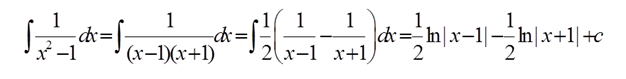 ∫ 1/(x² −1) dx = ∫ 1/((x−1)(x+1)) dx = ∫ 1/2 (1/(x−1) − 1/(x+1)) dx = 1/2 ln|x−1| − 1/2 ln|x+1| + c